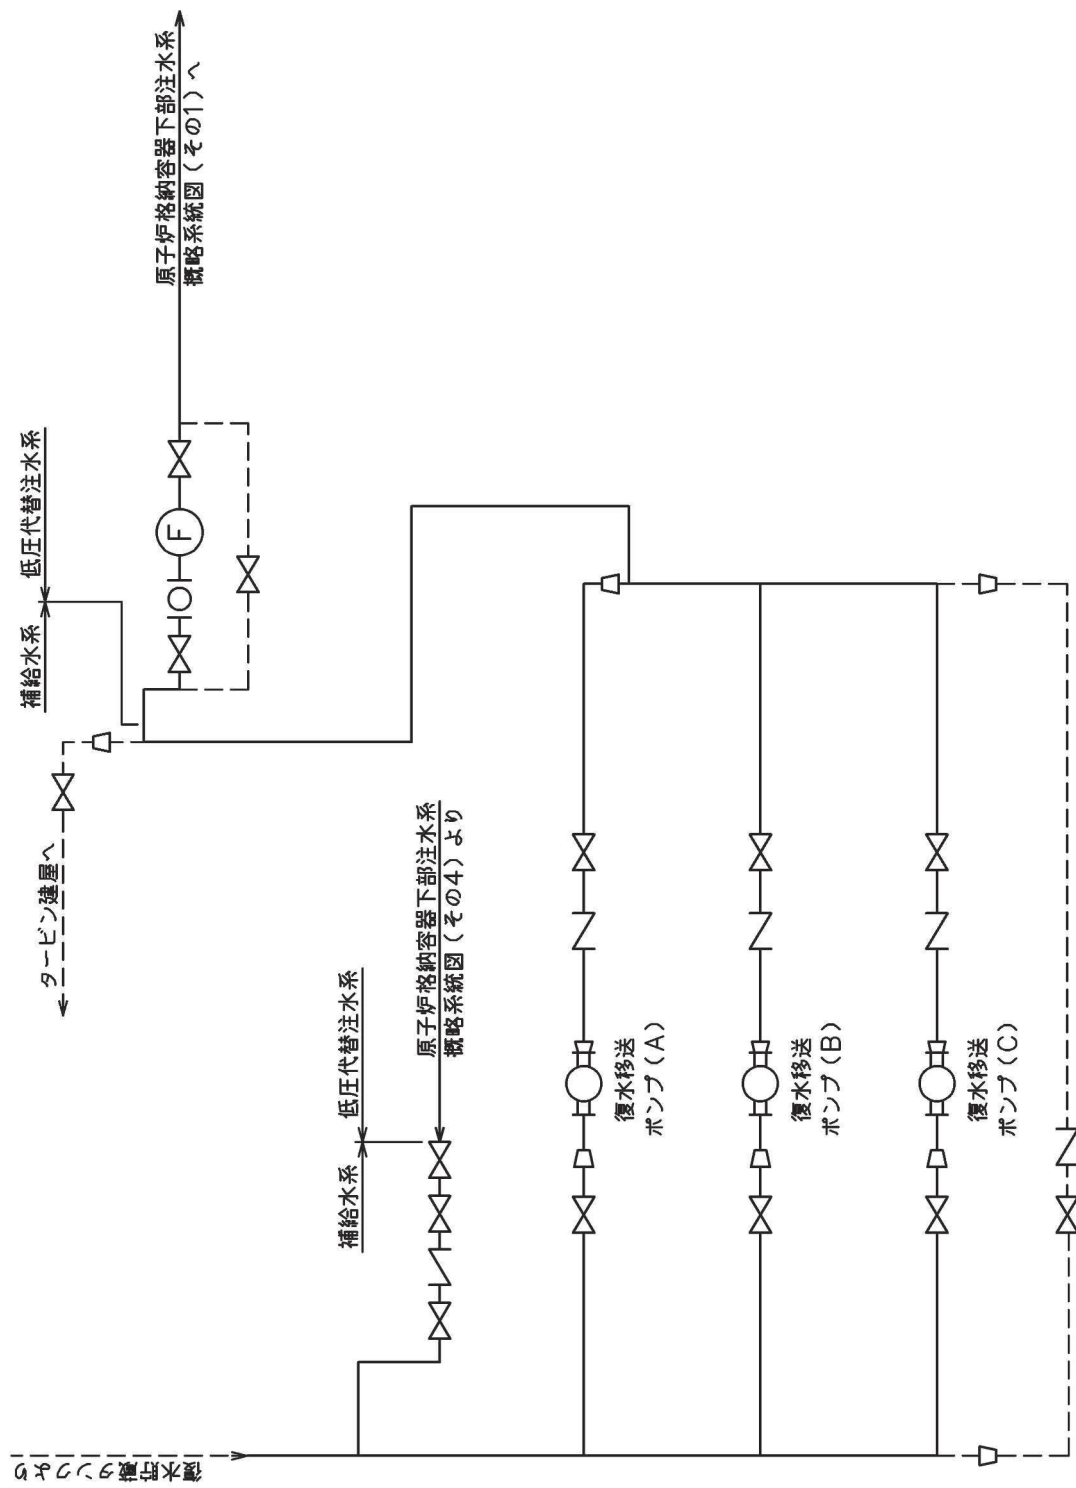 原子炉格納容器下部注水系
概略系統図(その1)へ
低圧代替注水系
補給水系
F
タービン建屋へ
原子炉格納容器下部注水系
概略系統図(その4)より
低圧代替注水系
補給水系
復水移送
ポンプ(A)
復水移送
ポンプ(B)
復水移送
ポンプ(C)
復水貯蔵タンクより